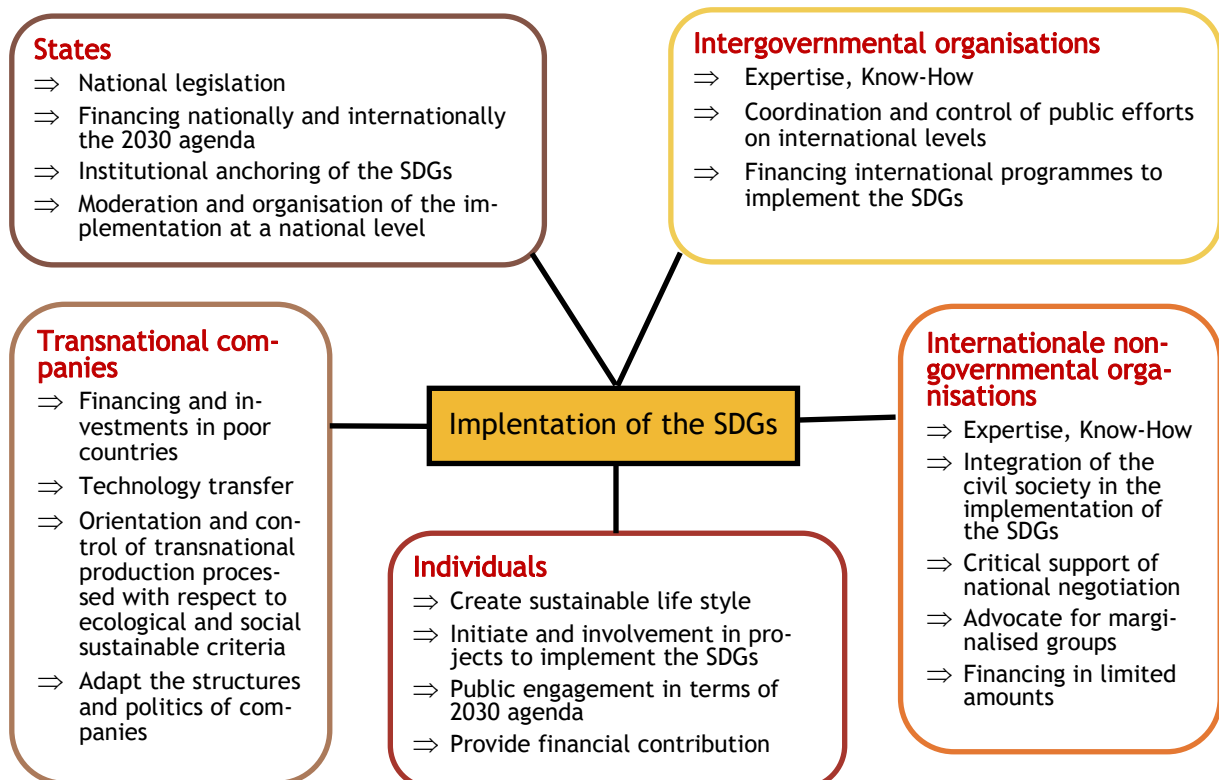 States
⇒ National legislation
⇒ Financing nationally and internationally
the 2030 agenda
⇒ Institutional anchoring of the SDGs
⇒ Moderation and organisation of the im-
plementation at a national level
Intergovernmental organisations
⇒ Expertise, Know-How
⇒ Coordination and control of public efforts
on international levels
⇒ Financing international programmes to
implement the SDGs
Transnational com-
panies
⇒ Financing and in-
vestments in poor
countries
⇒ Technology transfer
⇒ Orientation and con-
trol of transnational
production proces-
sed with respect to
ecological and social
sustainable criteria
⇒ Adapt the structures
and politics of com-
panies
Implentation of the SDGs
Internationale non-
governmental orga-
nisations
⇒ Expertise, Know-How
⇒ Integration of the
civil society in the
implementation of
the SDGs
⇒ Critical support of
national negotiation
⇒ Advocate for margi-
nalised groups
⇒ Financing in limited
amounts
Individuals
⇒ Create sustainable life style
⇒ Initiate and involvement in pro-
jects to implement the SDGs
⇒ Public engagement in terms of
2030 agenda
⇒ Provide financial contribution